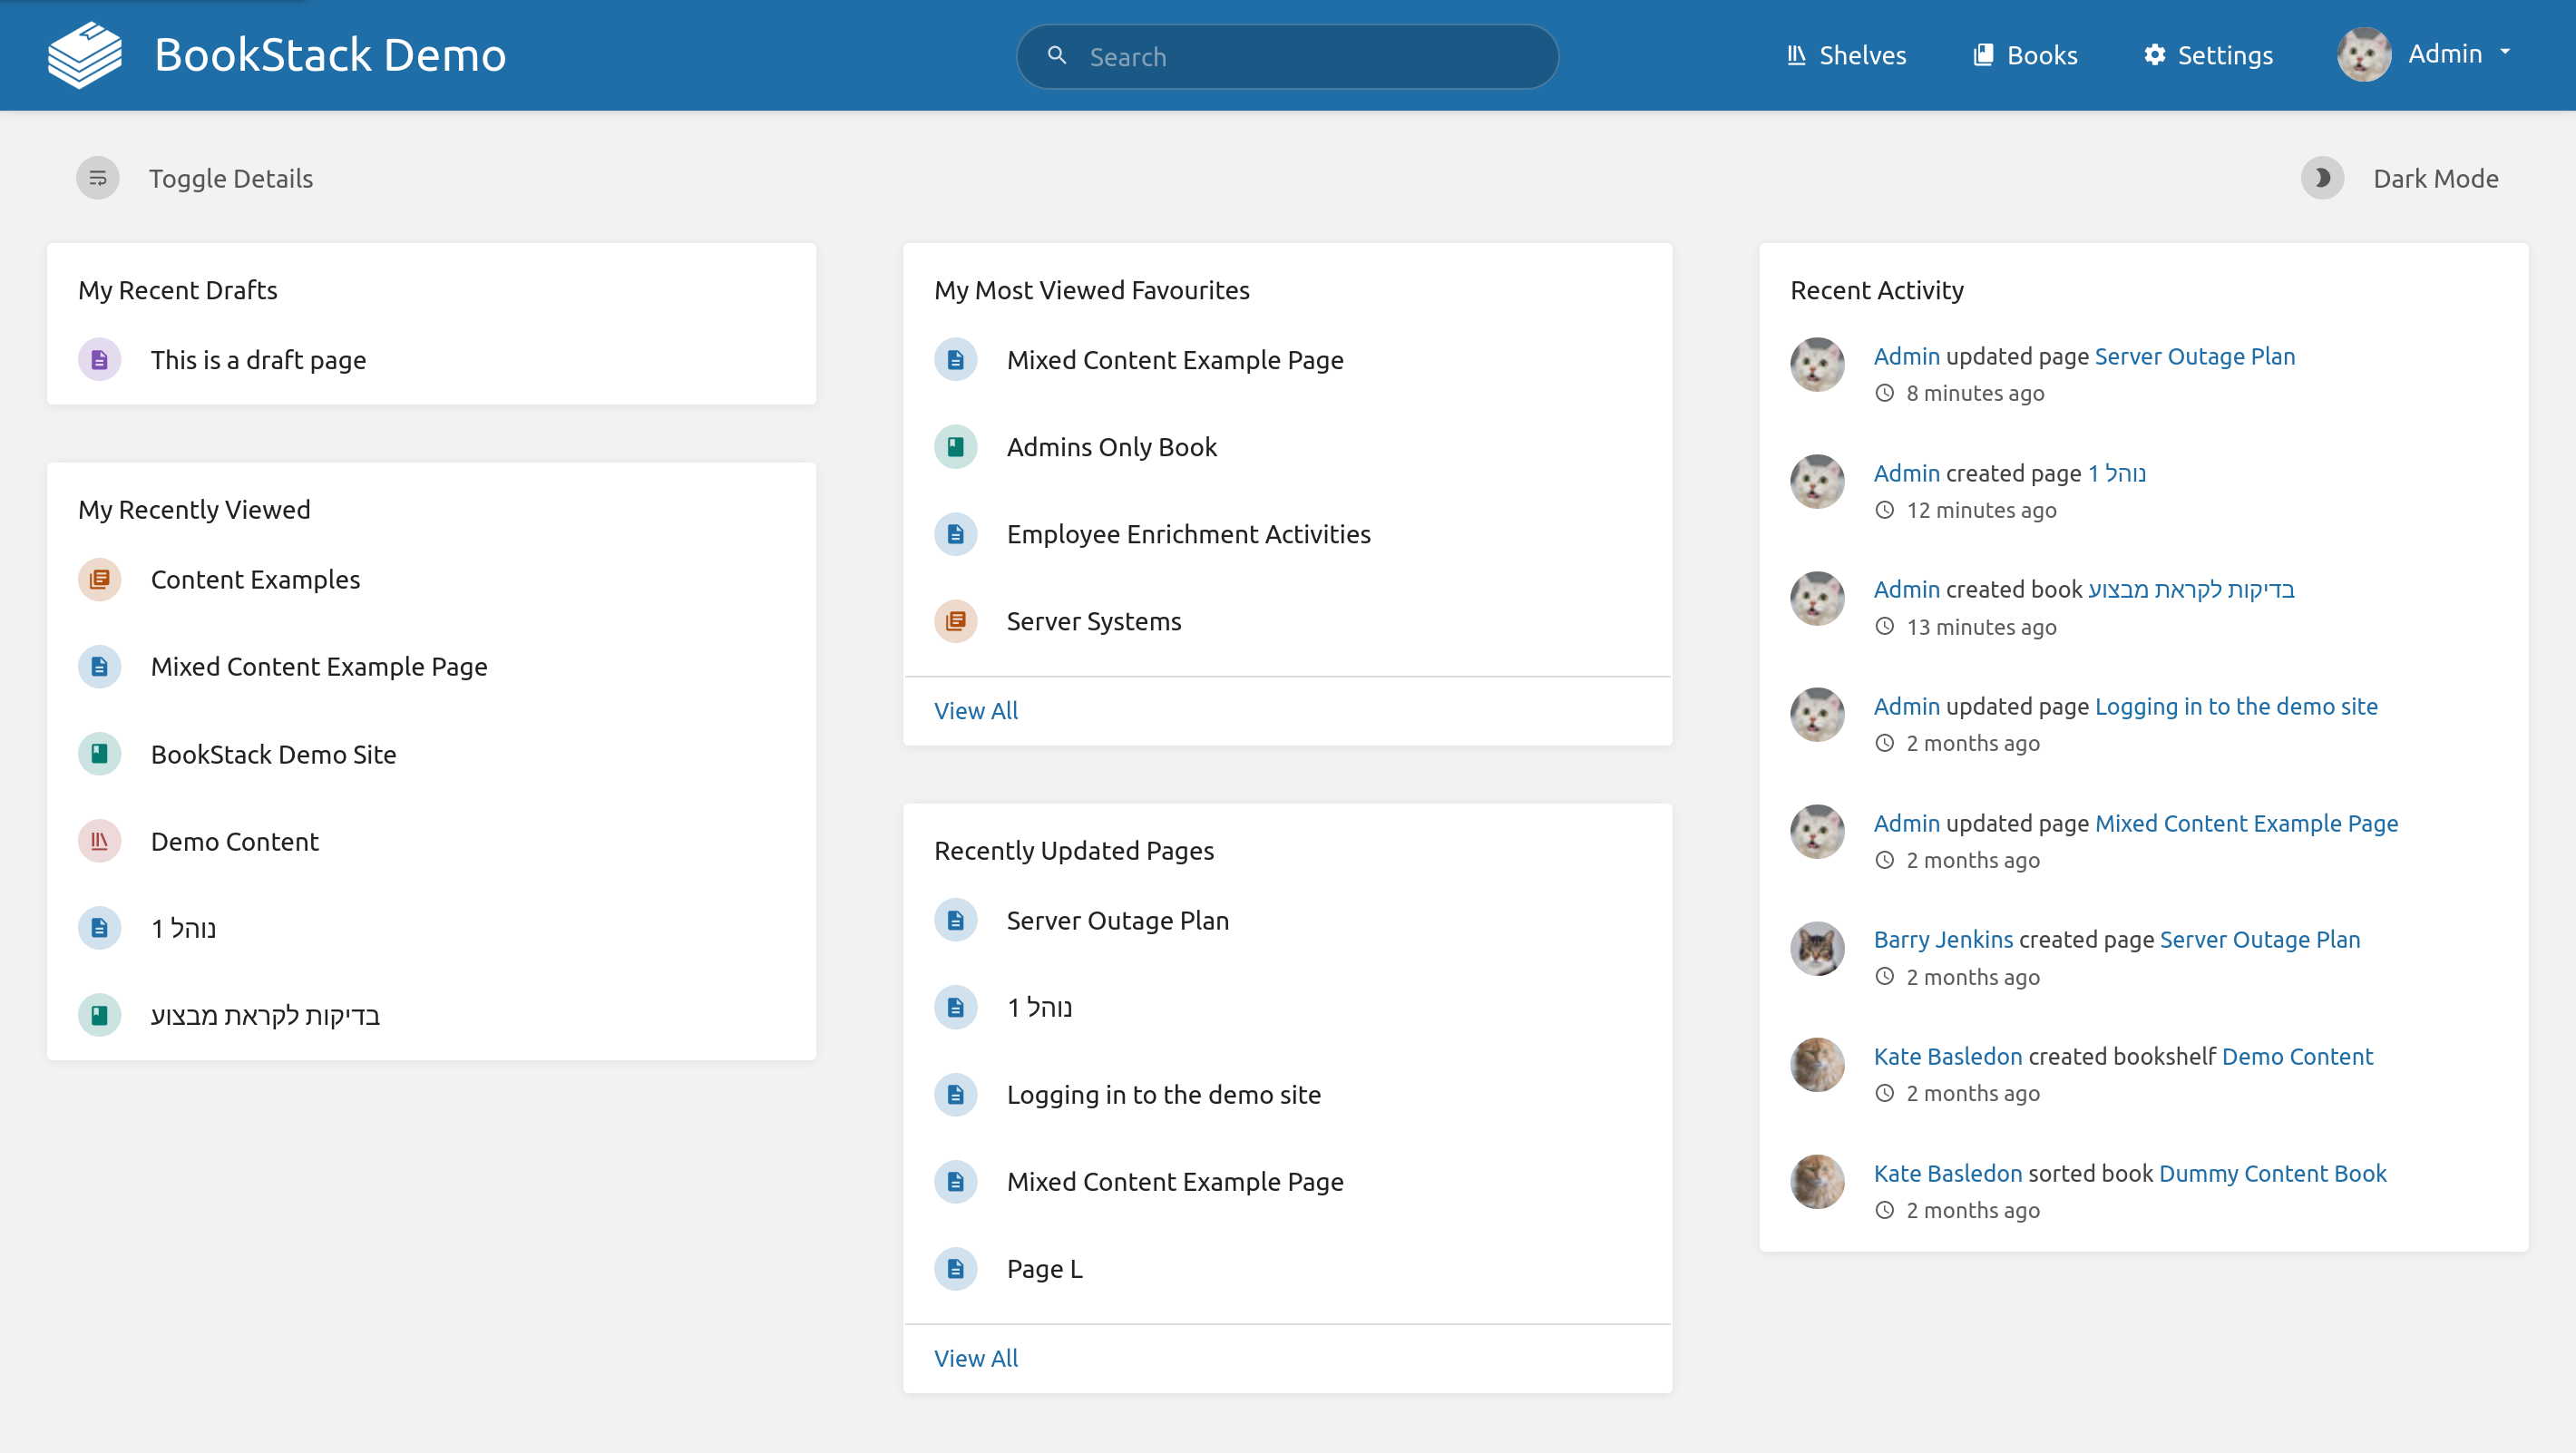 BookStack Demo
Search
Shelves
Books
Settings
Admin
Toggle Details
Dark Mode
My Recent Drafts
This is a draft page
My Recently Viewed
Content Examples
Mixed Content Example Page
BookStack Demo Site
Demo Content
נוהל 1
בדיקות לקראת מבצוע
My Most Viewed Favourites
Mixed Content Example Page
Admins Only Book
Employee Enrichment Activities
Server Systems
View All
Recently Updated Pages
Server Outage Plan
נוהל 1
Logging in to the demo site
Mixed Content Example Page
Page L
View All
Recent Activity
Admin updated page Server Outage Plan
8 minutes ago
Admin created page נוהל 1
12 minutes ago
Admin created book בדיקות לקראת מבצוע
13 minutes ago
Admin updated page Logging in to the demo site
2 months ago
Admin updated page Mixed Content Example Page
2 months ago
Barry Jenkins created page Server Outage Plan
2 months ago
Kate Basledon created bookshelf Demo Content
2 months ago
Kate Basledon sorted book Dummy Content Book
2 months ago